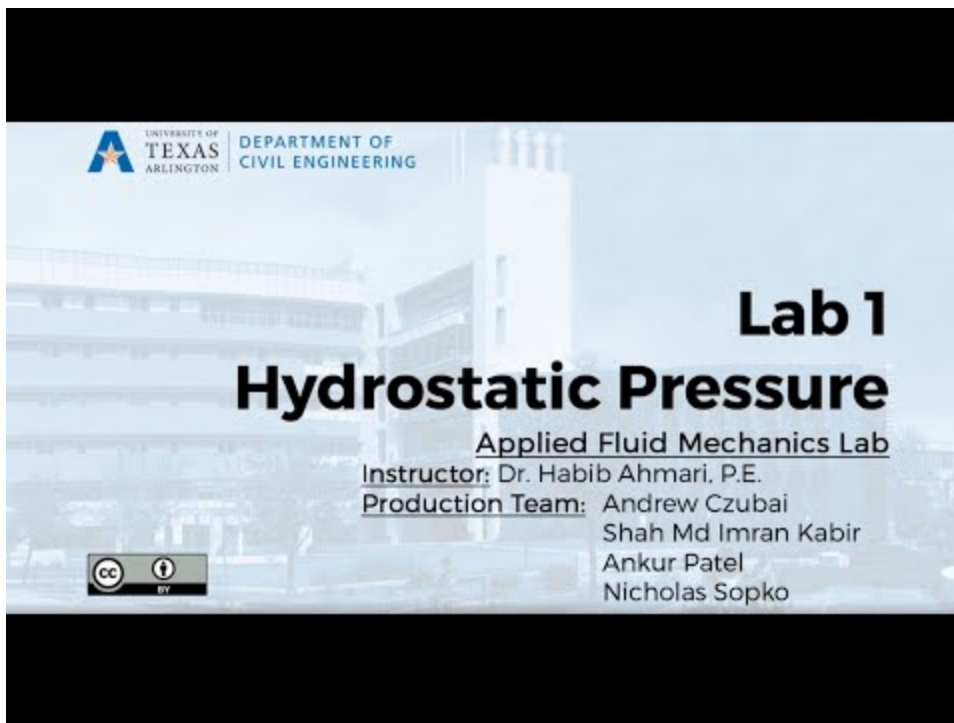 UNIVERSITY OF
TEXAS
ARLINGTON
DEPARTMENT OF
CIVIL ENGINEERING
Lab 1
Hydrostatic Pressure
Applied Fluid Mechanics Lab
Instructor: Dr. Habib Ahmari, P.E.
Production Team: Andrew Czubai
Shah Md Imran Kabir
Ankur Patel
Nicholas Sopko
cc
BY